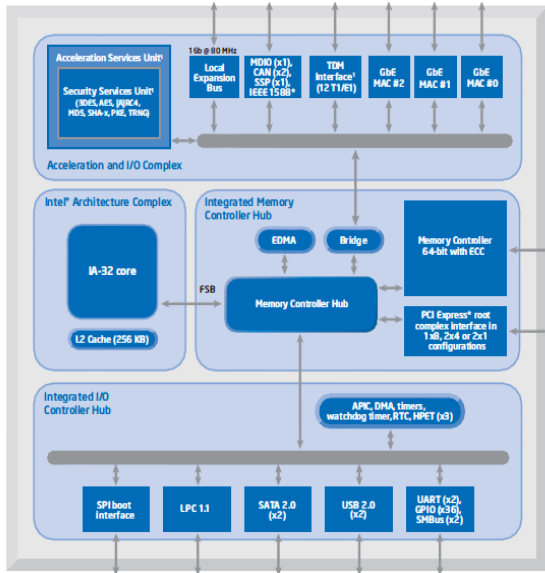 1Gb @ 80 MHz
Acceleration Services Unit¹
Security Services Unit¹
(3DES, AES, (A)RC4,
MD5, SHA-x, PKE, TRNG)
Local
Expansion
Bus
MDIO (x1),
CAN (x2),
SSP (x1),
IEEE 1588*
TDM
Interface¹
(12 T1/E1)
GbE
MAC #2
GbE
MAC #1
GbE
MAC #0
Acceleration and I/O Complex
Intel® Architecture Complex
IA-32 core
L2 Cache (256 KB)
FSB
Integrated Memory
Controller Hub
EDMA
Bridge
Memory Controller Hub
Memory Controller
64-bit with ECC
PCI Express* root
complex interface in
1x8, 2x4 or 2x1
configurations
Integrated I/O
Controller Hub
APIC, DMA, timers,
watchdog timer, RTC, HPET (x3)
SPI boot
interface
LPC 1.1
SATA 2.0
(x2)
USB 2.0
(x2)
UART (x2),
GPIO (x36),
SMBus (x2)